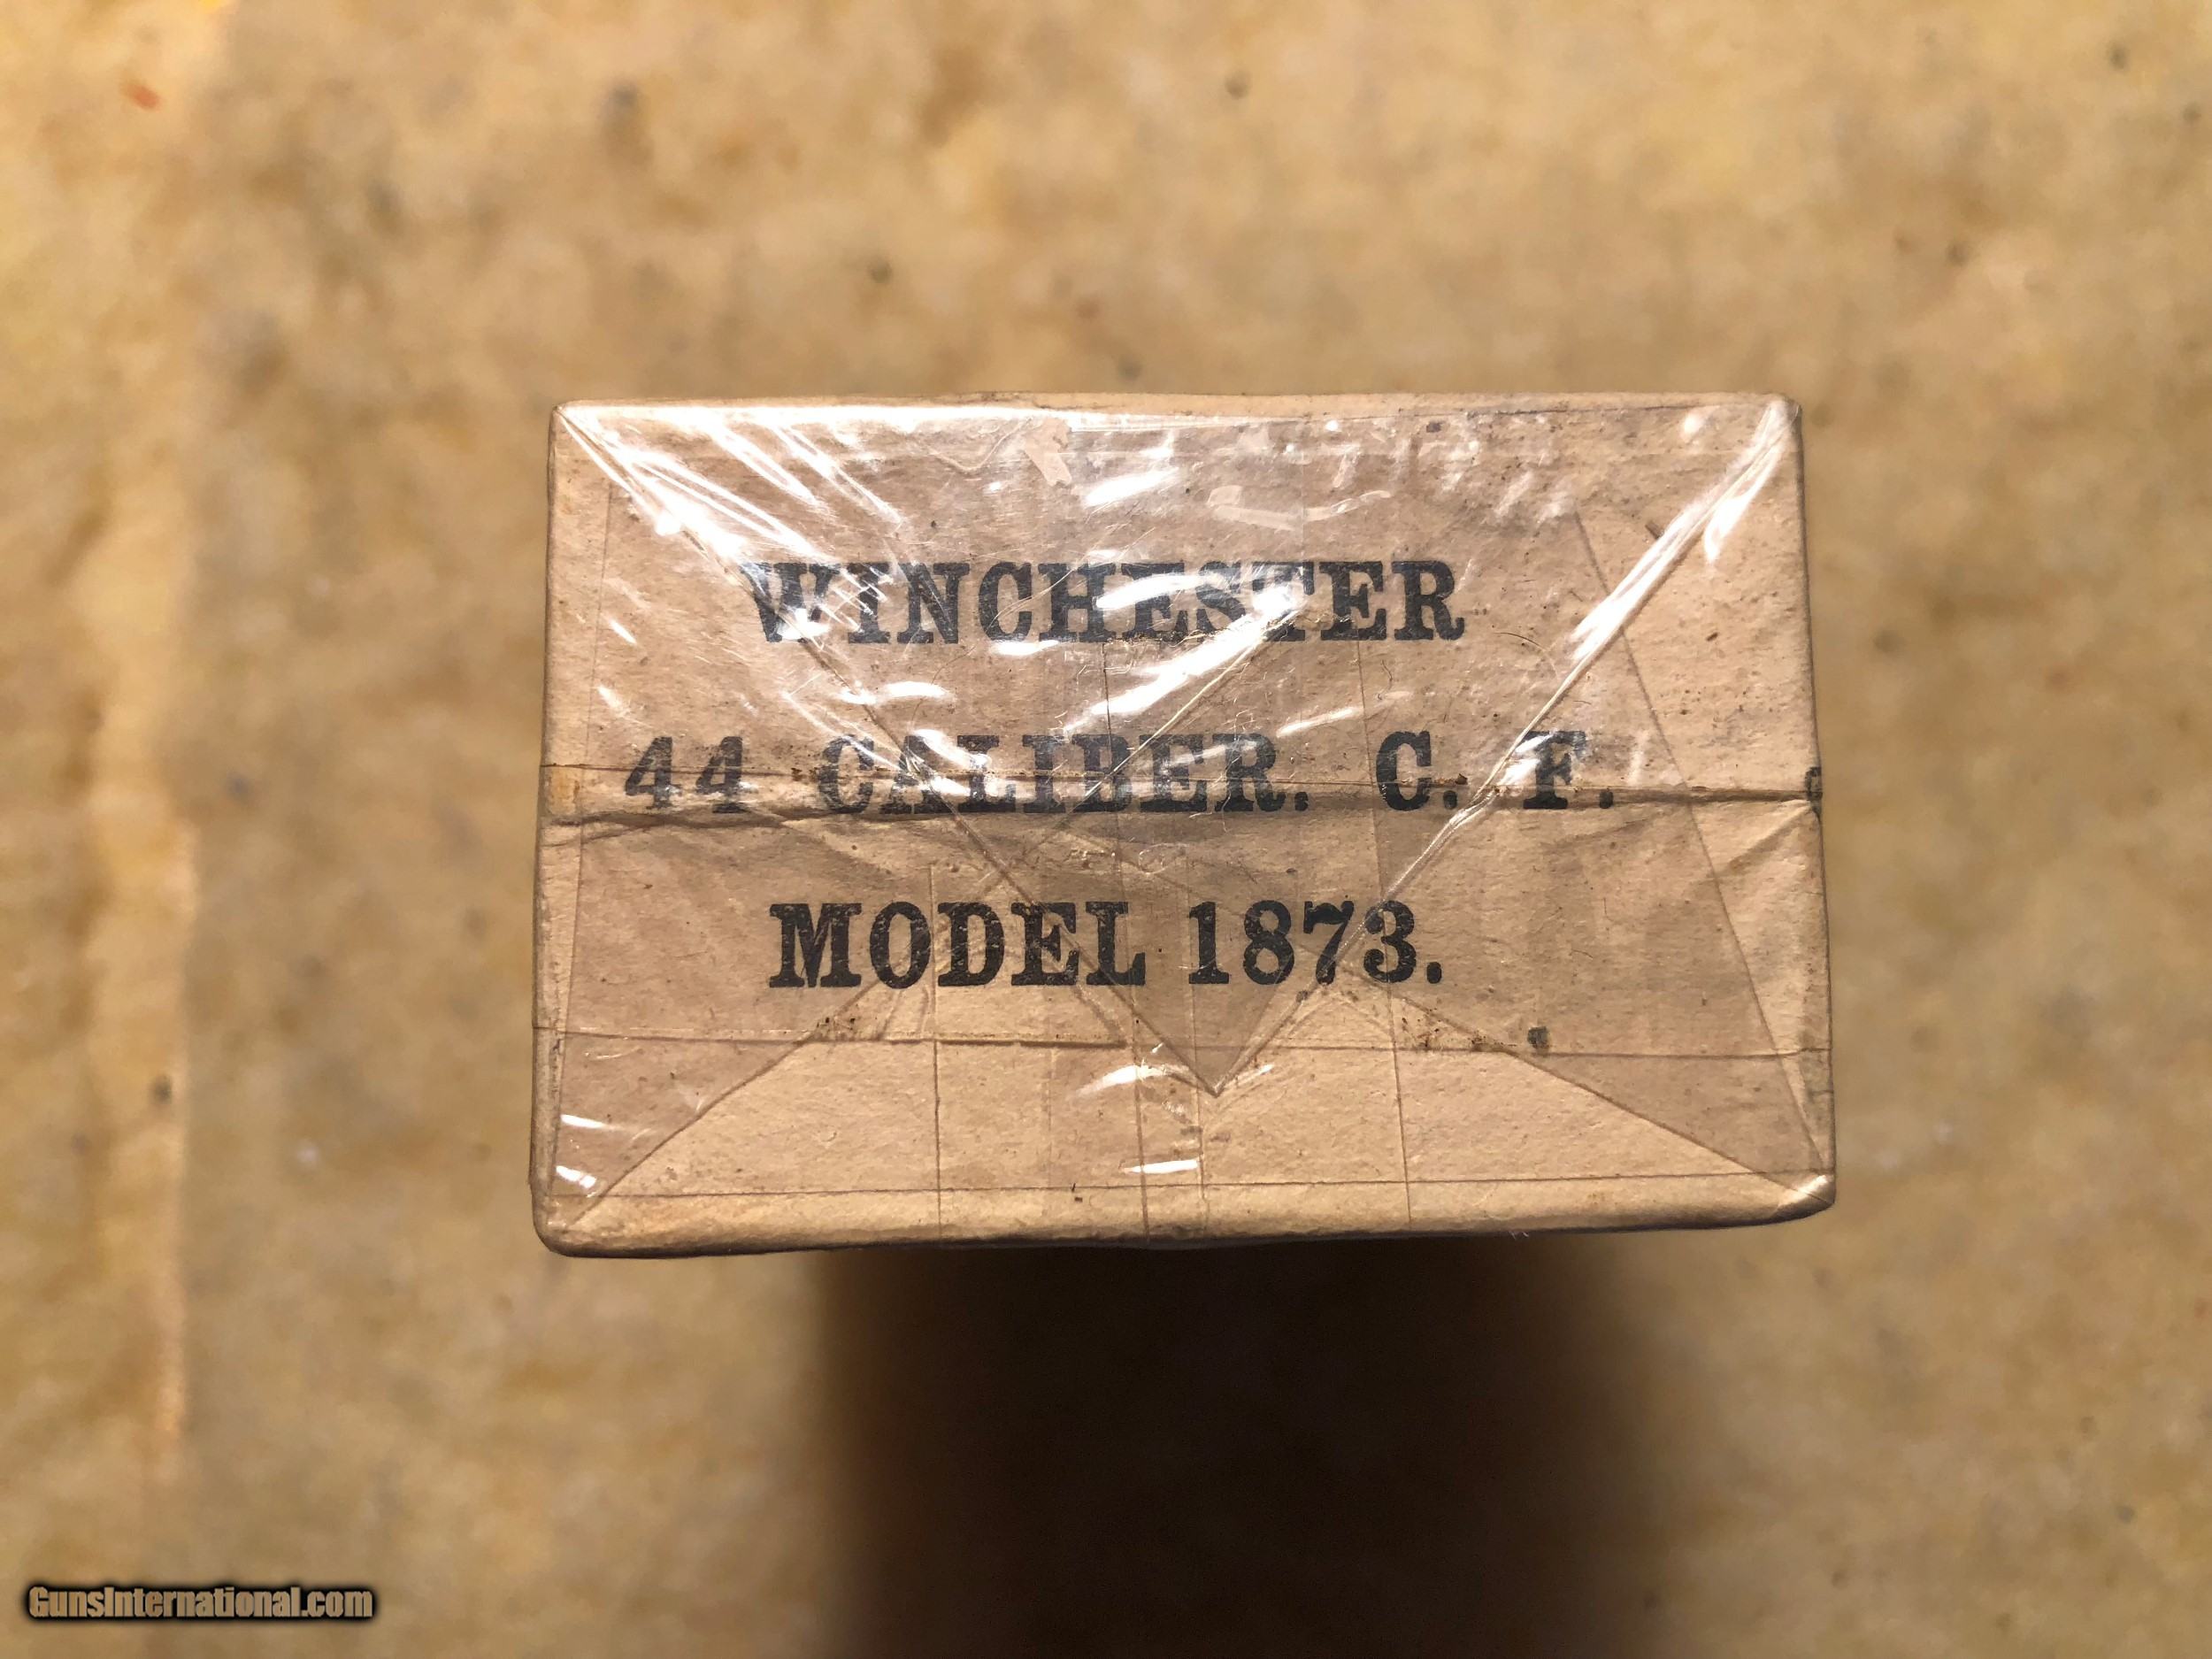 WINCHESTER
44 CALIBER. C. F.
MODEL 1873.
GunsInternational.com